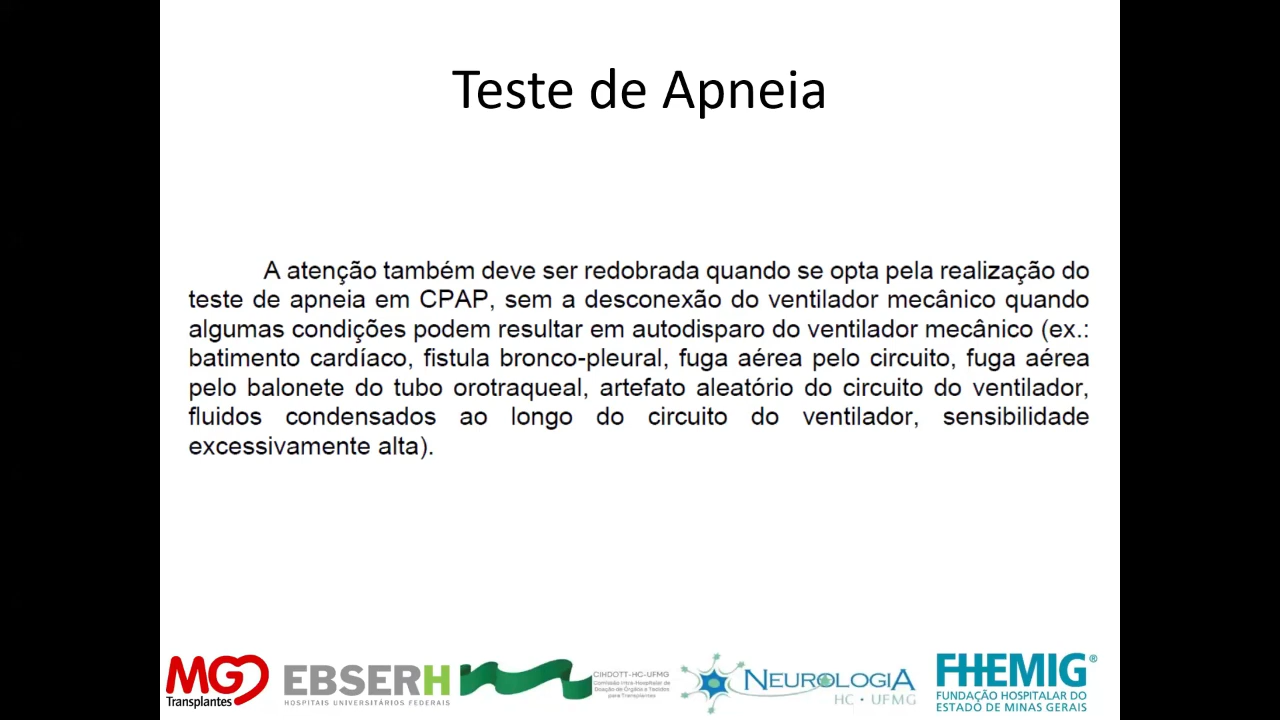 Teste de Apneia
A atenção também deve ser redobrada quando se opta pela realização do
teste de apneia em CPAP, sem a desconexão do ventilador mecânico quando
algumas condições podem resultar em autodisparo do ventilador mecânico (ex.:
batimento cardíaco, fistula bronco-pleural, fuga aérea pelo circuito, fuga aérea
pelo balonete do tubo orotraqueal, artefato aleatório do circuito do ventilador,
fluidos condensados ao longo do circuito do ventilador, sensibilidade
excessivamente alta).
MG
Transplantes
EBSERH
HOSPITAIS UNIVERSITÁRIOS FEDERAIS
CIHDOTT-HC-UFMG
Comissão Intra-Hospitalar de
Doação de Órgãos e Tecidos
para Transplantes
NEUROLOGIA
HC • UFMG
FHEMIG®
FUNDAÇÃO HOSPITALAR DO
ESTADO DE MINAS GERAIS